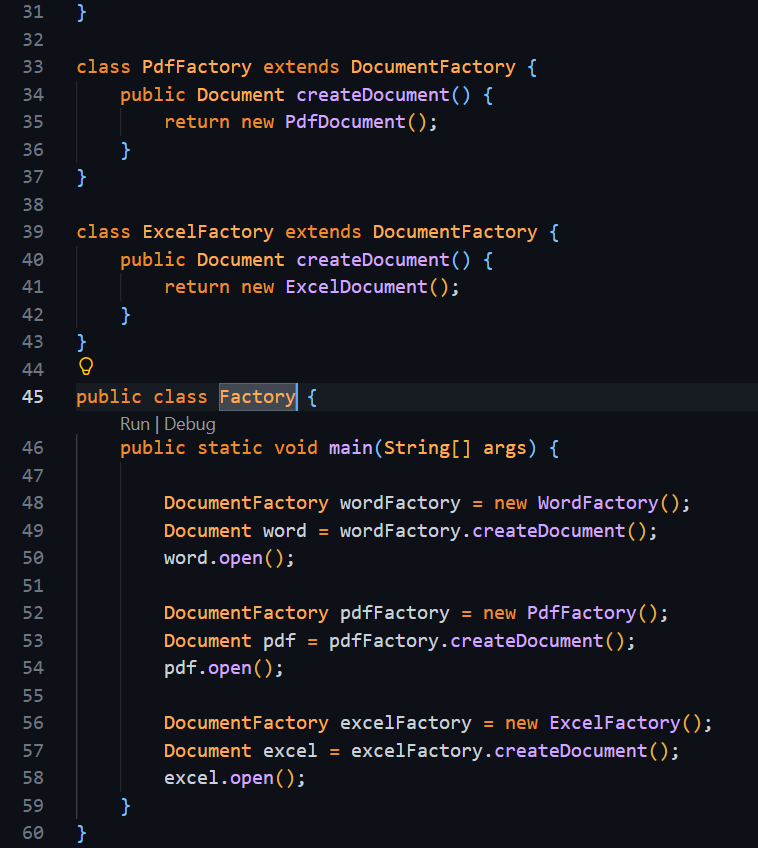 31 }
32
33 class PdfFactory extends DocumentFactory {
34     public Document createDocument() {
35         return new PdfDocument();
36     }
37 }
38
39 class ExcelFactory extends DocumentFactory {
40     public Document createDocument() {
41         return new ExcelDocument();
42     }
43 }
44
45 public class Factory {
Run | Debug
46     public static void main(String[] args) {
47
48         DocumentFactory wordFactory = new WordFactory();
49         Document word = wordFactory.createDocument();
50         word.open();
51
52         DocumentFactory pdfFactory = new PdfFactory();
53         Document pdf = pdfFactory.createDocument();
54         pdf.open();
55
56         DocumentFactory excelFactory = new ExcelFactory();
57         Document excel = excelFactory.createDocument();
58         excel.open();
59     }
60 }